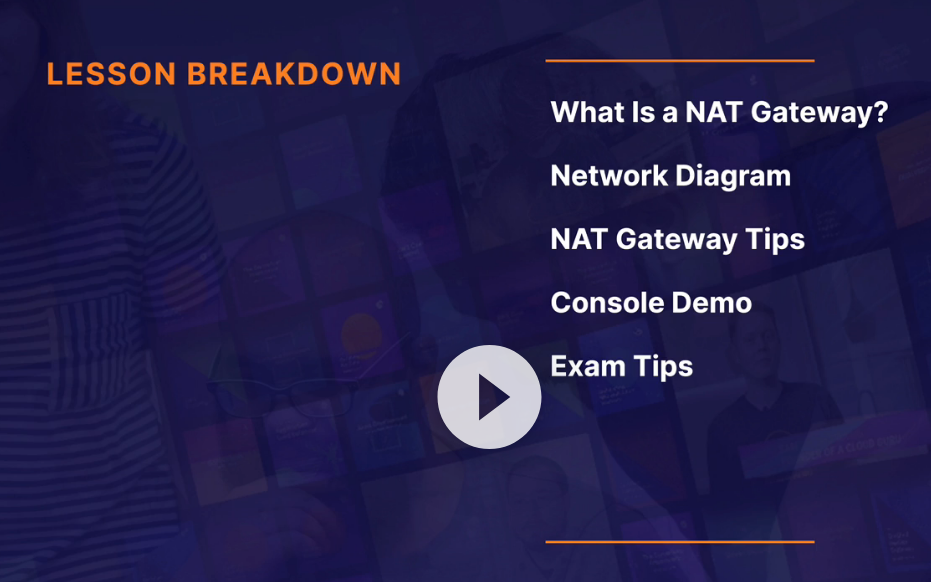 LESSON BREAKDOWN
What Is a NAT Gateway?
Network Diagram
NAT Gateway Tips
Console Demo
Exam Tips